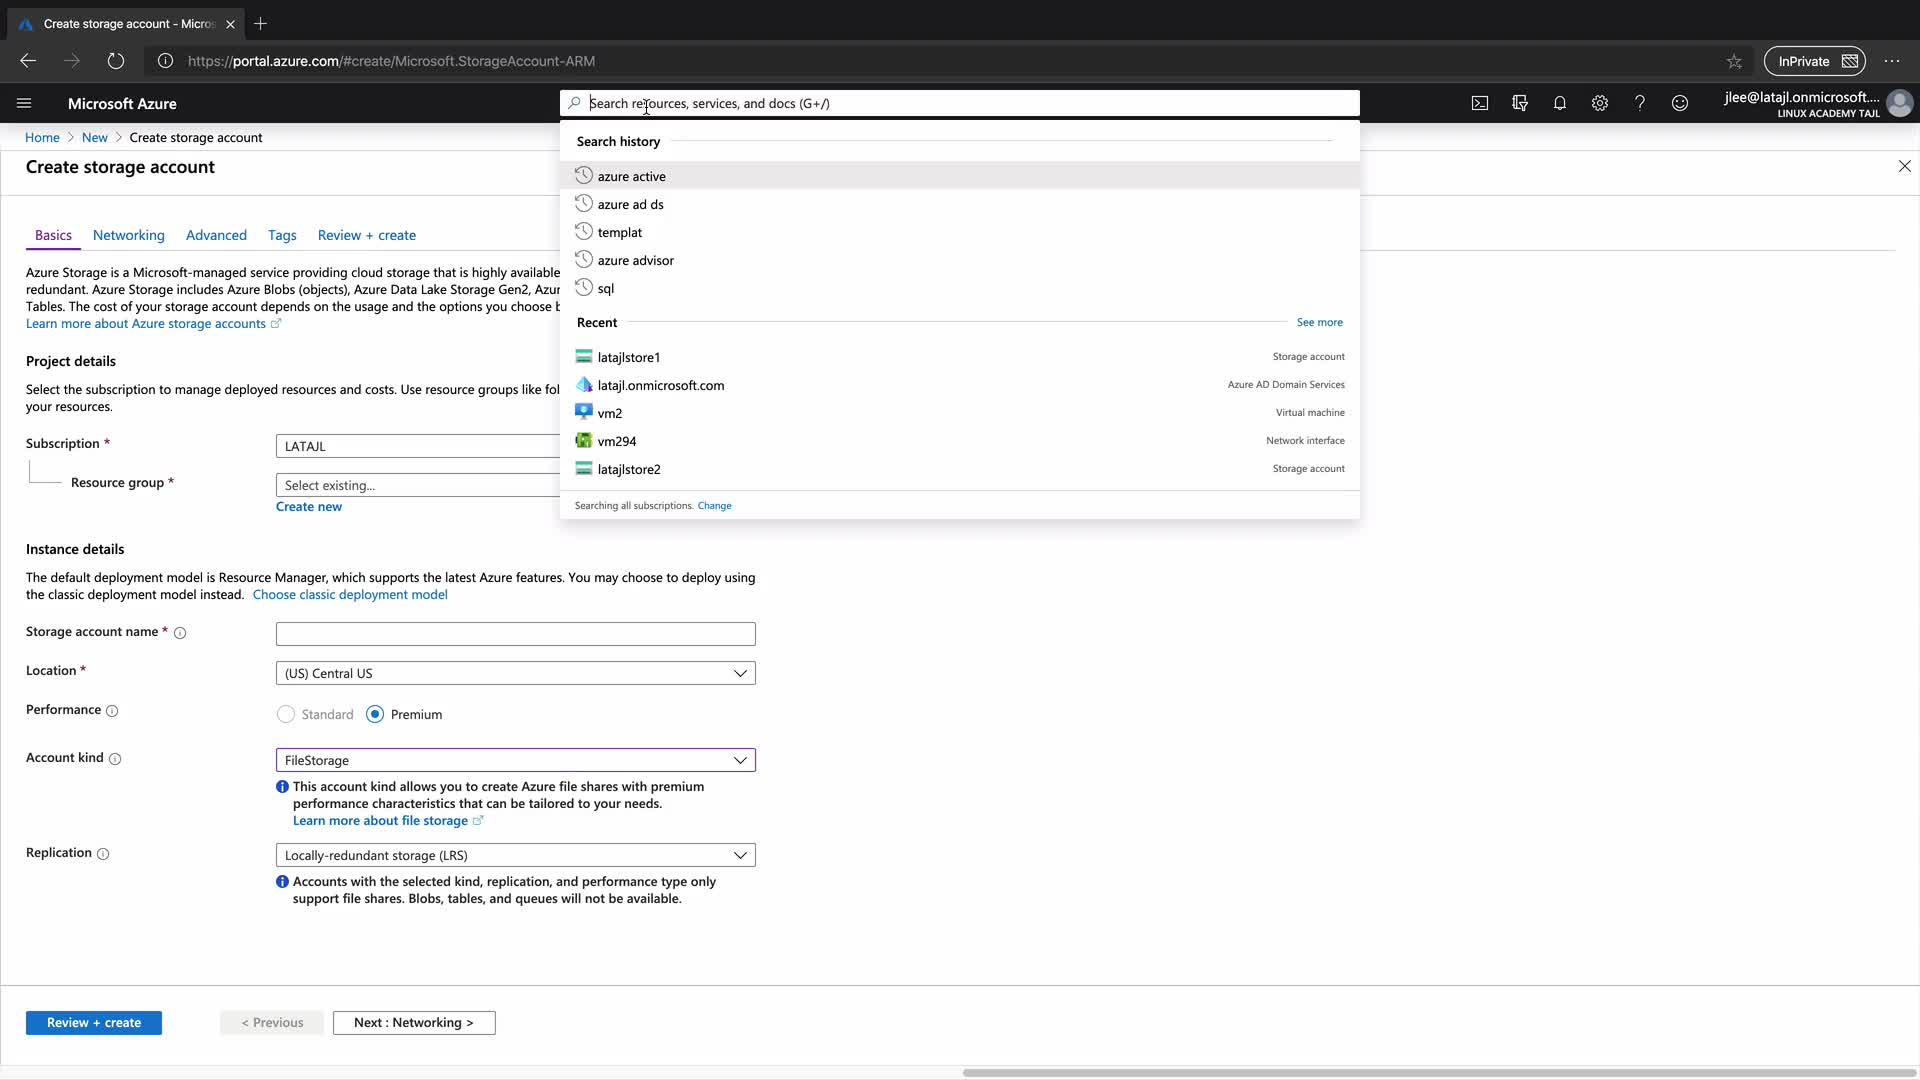 Create storage account - Micros
https://portal.azure.com/#create/Microsoft.StorageAccount-ARM
InPrivate
Microsoft Azure
Search resources, services, and docs (G+/)
jlee@latajl.onmicrosoft....
LINUX ACADEMY TAJL
Home > New > Create storage account
Create storage account
Search history
azure active
azure ad ds
templat
azure advisor
sql
Recent
See more
latajlstore1
Storage account
latajl.onmicrosoft.com
Azure AD Domain Services
vm2
Virtual machine
vm294
Network interface
latajlstore2
Storage account
Searching all subscriptions. Change
Basics
Networking
Advanced
Tags
Review + create
Azure Storage is a Microsoft-managed service providing cloud storage that is highly available
redundant. Azure Storage includes Azure Blobs (objects), Azure Data Lake Storage Gen2, Azur
Tables. The cost of your storage account depends on the usage and the options you choose b
Learn more about Azure storage accounts
Project details
Select the subscription to manage deployed resources and costs. Use resource groups like fol
your resources.
Subscription *
LATAJL
Resource group *
Select existing...
Create new
Instance details
The default deployment model is Resource Manager, which supports the latest Azure features. You may choose to deploy using
the classic deployment model instead. Choose classic deployment model
Storage account name *
Location *
(US) Central US
Performance
Standard
Premium
Account kind
FileStorage
This account kind allows you to create Azure file shares with premium
performance characteristics that can be tailored to your needs.
Learn more about file storage
Replication
Locally-redundant storage (LRS)
Accounts with the selected kind, replication, and performance type only
support file shares. Blobs, tables, and queues will not be available.
Review + create
< Previous
Next : Networking >